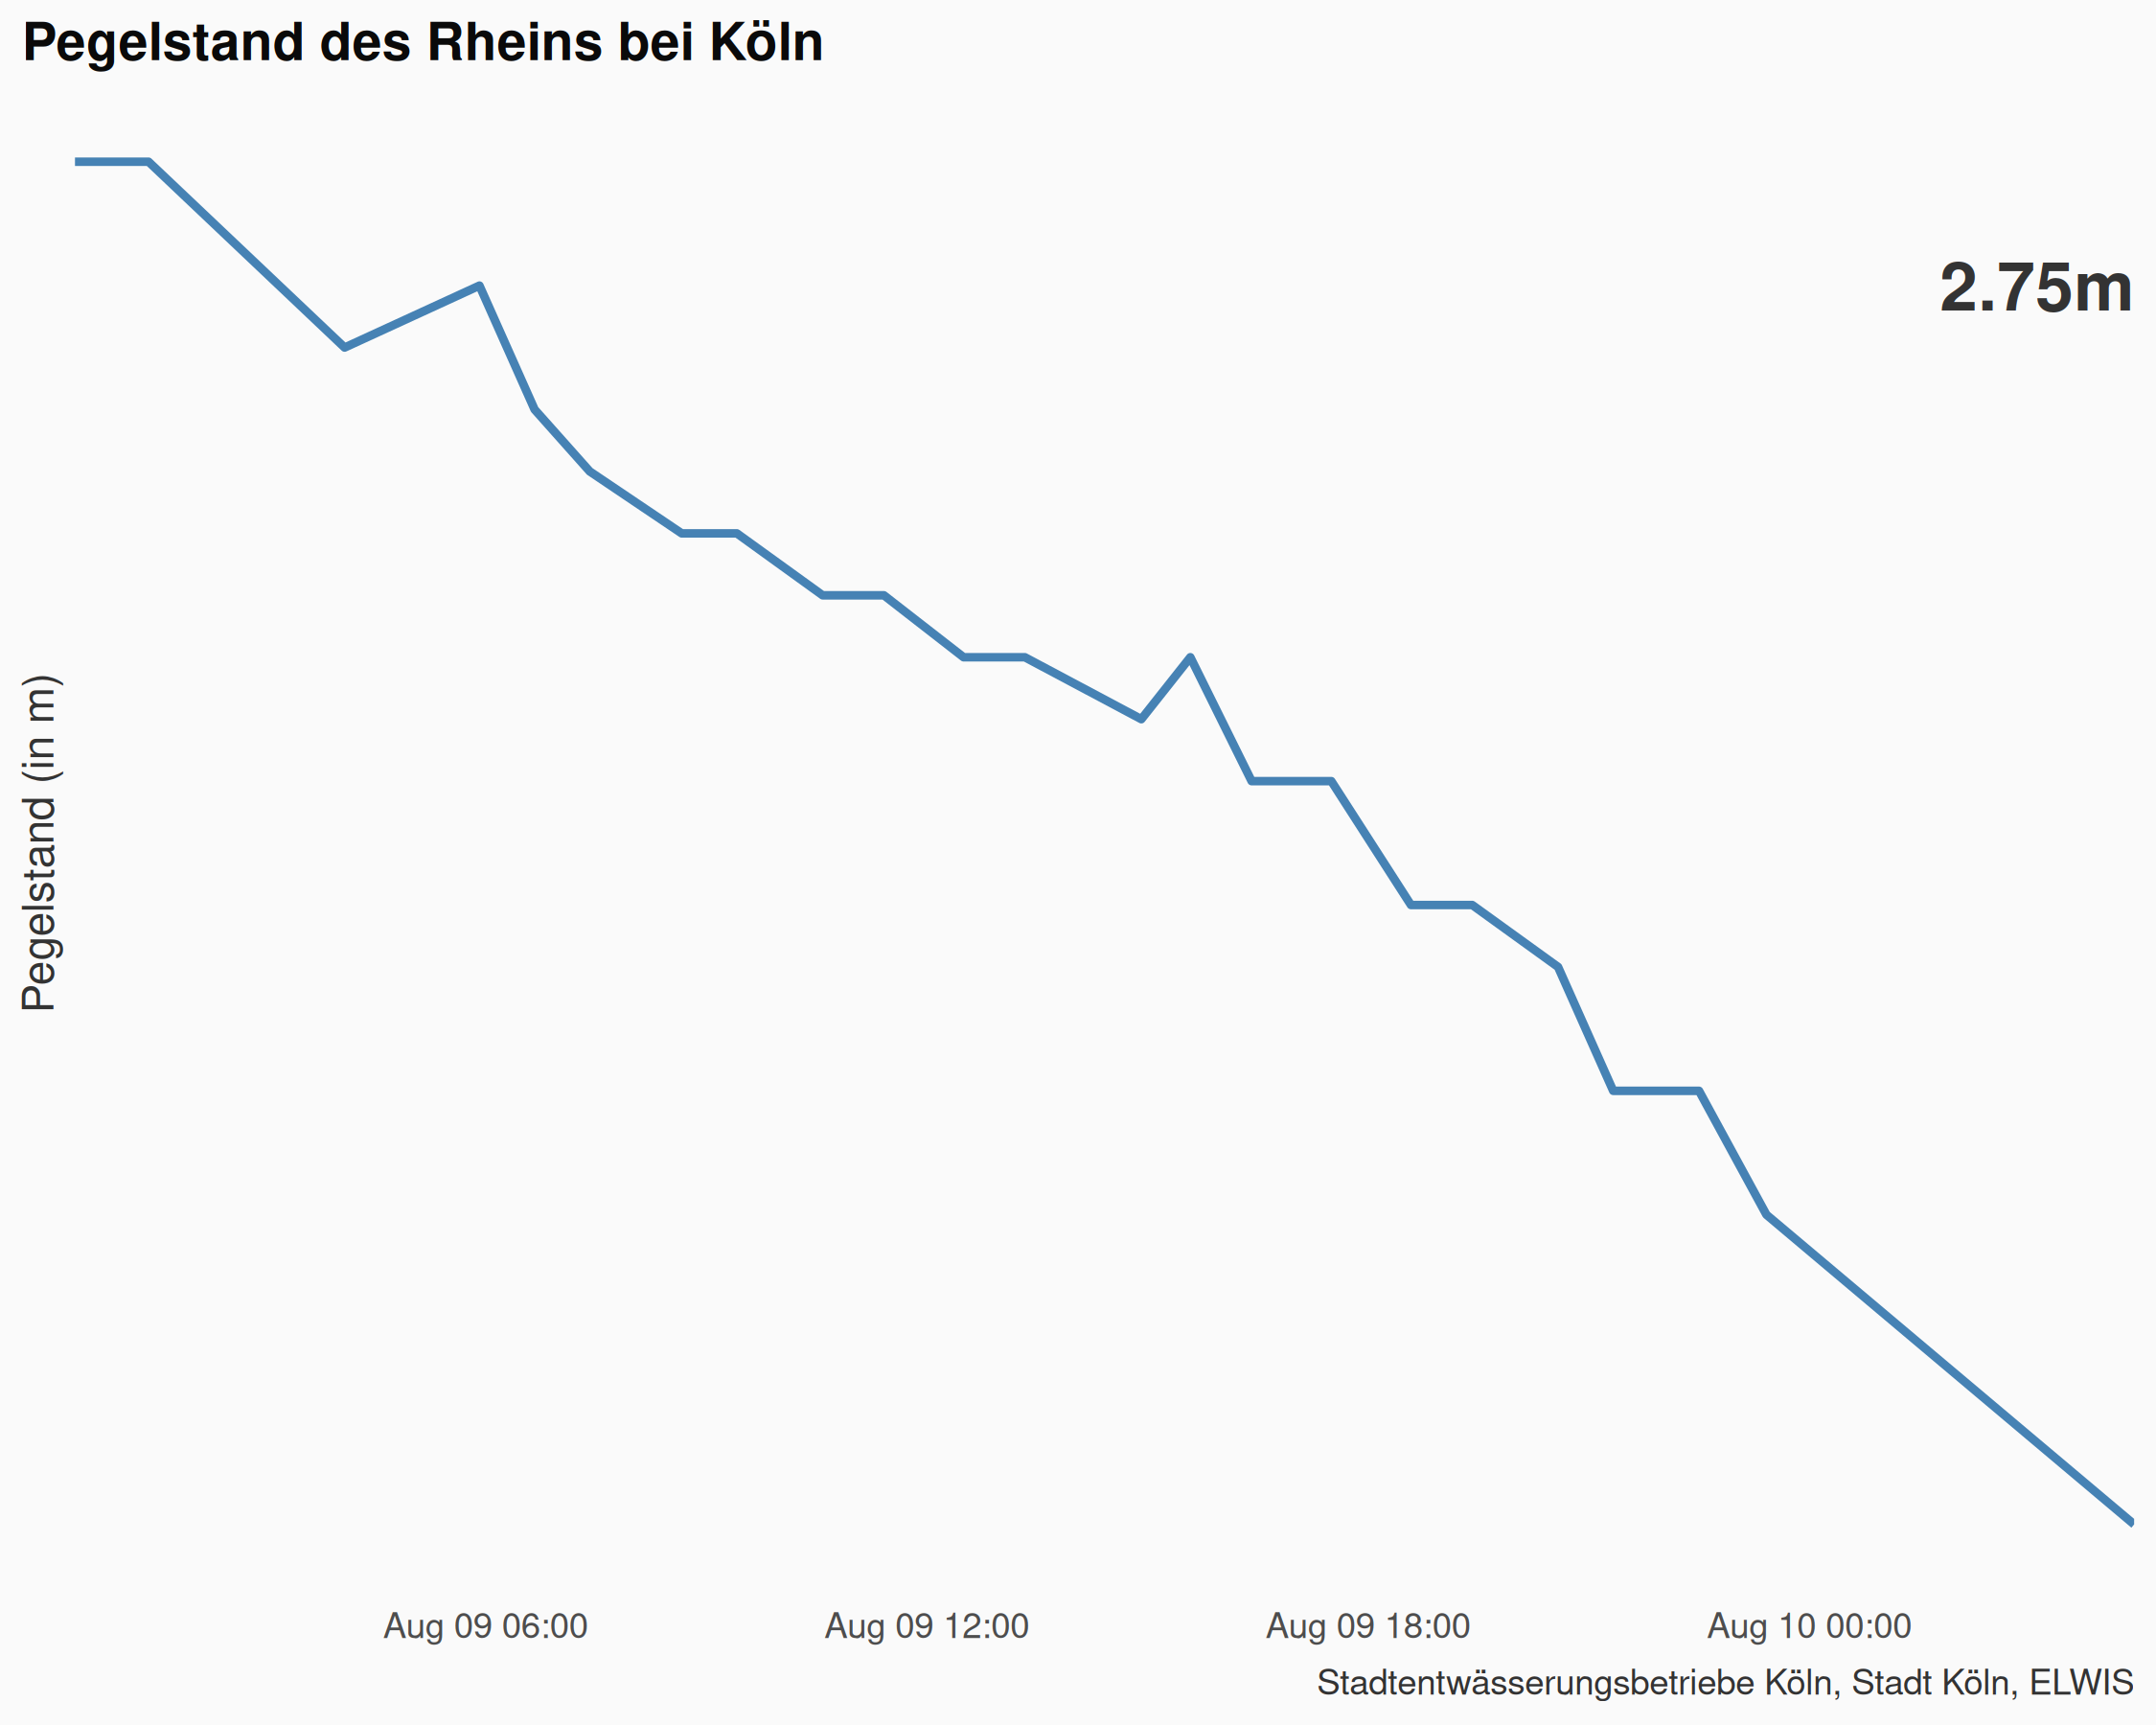 Pegelstand des Rheins bei Köln
2.75m
Pegelstand (in m)
Aug 09 06:00 Aug 09 12:00 Aug 09 18:00 Aug 10 00:00
Stadtentwässerungsbetriebe Köln, Stadt Köln, ELWIS